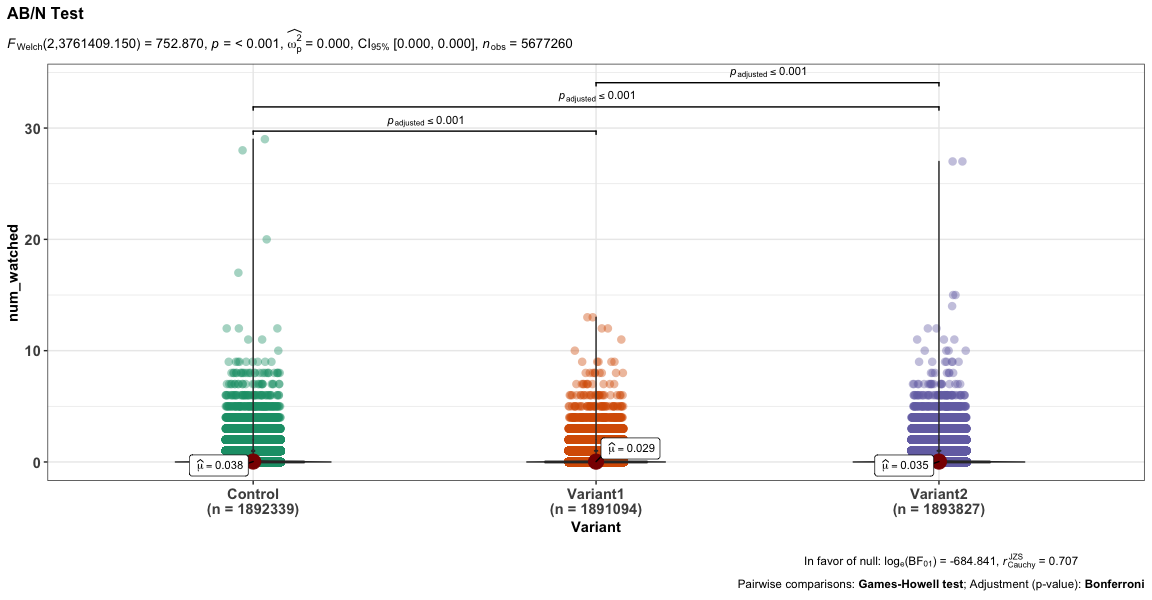 AB/N Test
F Welch(2,3761409.150) = 752.870, p = < 0.001, ω̂²p = 0.000, CI95% [0.000, 0.000], nobs = 5677260
padjusted ≤ 0.001
padjusted ≤ 0.001
padjusted ≤ 0.001
30
20
10
0
num_watched
μ̂ = 0.038
μ̂ = 0.029
μ̂ = 0.035
Control
(n = 1892339)
Variant1
(n = 1891094)
Variant2
(n = 1893827)
Variant
In favor of null: loge(BF01) = -684.841, r JZS Cauchy = 0.707
Pairwise comparisons: Games-Howell test; Adjustment (p-value): Bonferroni